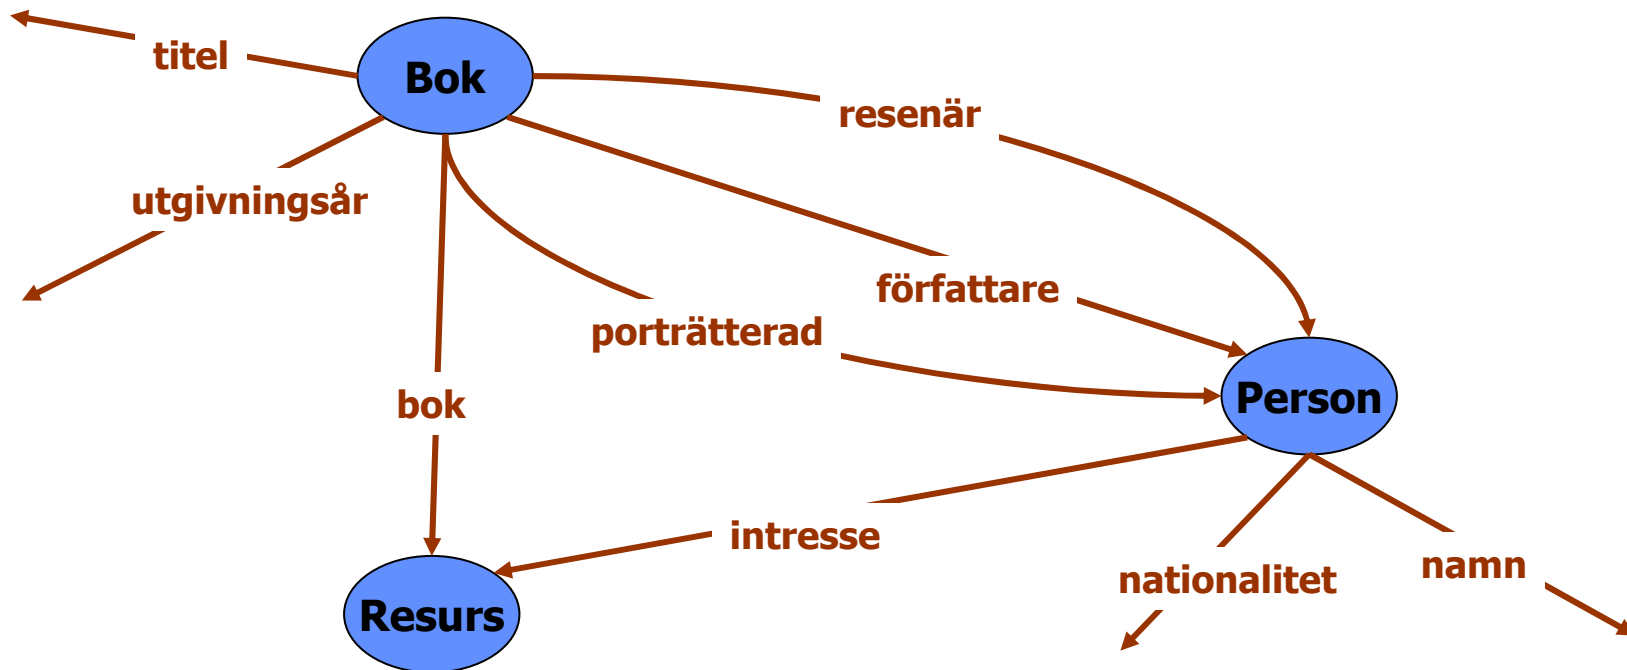 titel
Bok
resenär
utgivningsår
författare
porträtterad
bok
Person
intresse
nationalitet
namn
Resurs